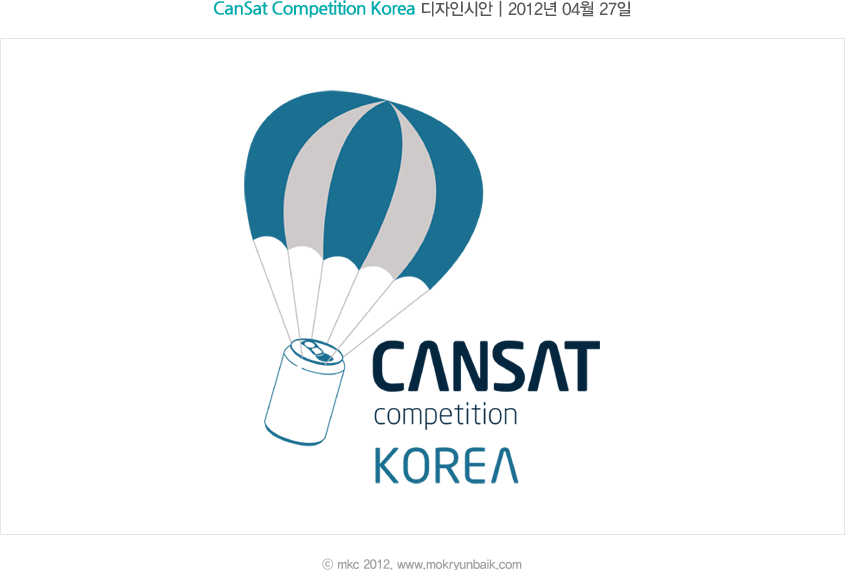 CanSat Competition Korea 디자인시안 | 2012년 04월 27일
CANSAT
competition
KOREA
ⓒ mkc 2012, www.mokryunbaik.com